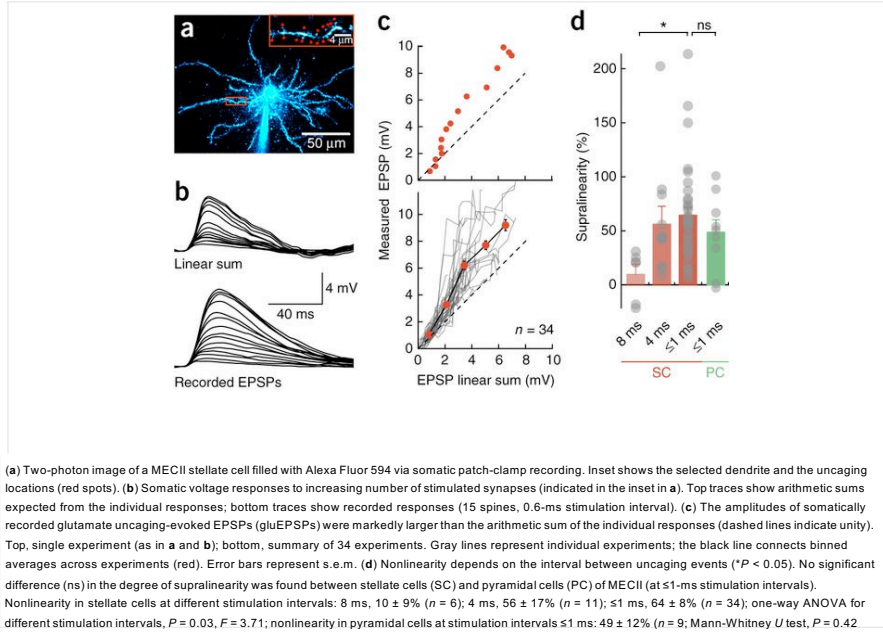 a
4 μm
50 μm
b
Linear sum
4 mV
40 ms
Recorded EPSPs
c
10
8
6
4
2
0
Measured EPSP (mV)
10
8
6
4
2
0
n = 34
0 2 4 6 8 10
EPSP linear sum (mV)
d
* ns
200
150
100
50
0
Supralinearity (%)
8 ms 4 ms ≤1 ms ≤1 ms
SC PC
(a) Two-photon image of a MECII stellate cell filled with Alexa Fluor 594 via somatic patch-clamp recording. Inset shows the selected dendrite and the uncaging
locations (red spots). (b) Somatic voltage responses to increasing number of stimulated synapses (indicated in the inset in a). Top traces show arithmetic sums
expected from the individual responses; bottom traces show recorded responses (15 spines, 0.6-ms stimulation interval). (c) The amplitudes of somatically
recorded glutamate uncaging-evoked EPSPs (gluEPSPs) were markedly larger than the arithmetic sum of the individual responses (dashed lines indicate unity).
Top, single experiment (as in a and b); bottom, summary of 34 experiments. Gray lines represent individual experiments; the black line connects binned
averages across experiments (red). Error bars represent s.e.m. (d) Nonlinearity depends on the interval between uncaging events (*P < 0.05). No significant
difference (ns) in the degree of supralinearity was found between stellate cells (SC) and pyramidal cells (PC) of MECII (at ≤1-ms stimulation intervals).
Nonlinearity in stellate cells at different stimulation intervals: 8 ms, 10 ± 9% (n = 6); 4 ms, 56 ± 17% (n = 11); ≤1 ms, 64 ± 8% (n = 34); one-way ANOVA for
different stimulation intervals, P = 0.03, F = 3.71; nonlinearity in pyramidal cells at stimulation intervals ≤1 ms: 49 ± 12% (n = 9; Mann-Whitney U test, P = 0.42